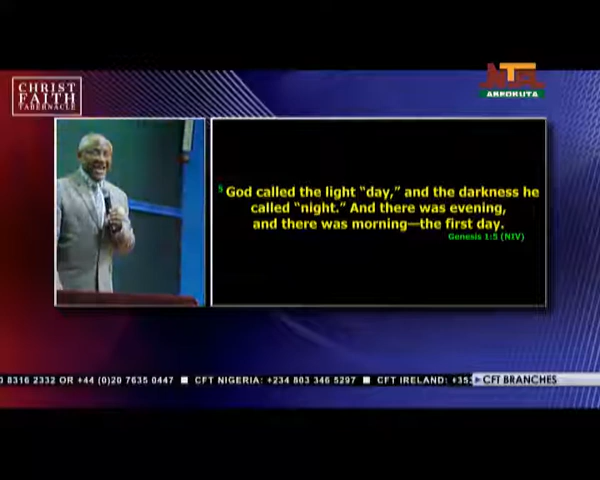 CHRIST
FAITH
TABERNACLE
NTA
ABEOKUTA
5 God called the light “day,” and the darkness he
called “night.” And there was evening,
and there was morning—the first day.
Genesis 1:5 (NIV)
0 8316 2332 OR +44 (0)20 7635 0447 ■ CFT NIGERIA: +234 803 346 5297 ■ CFT IRELAND: +353 CFT BRANCHES